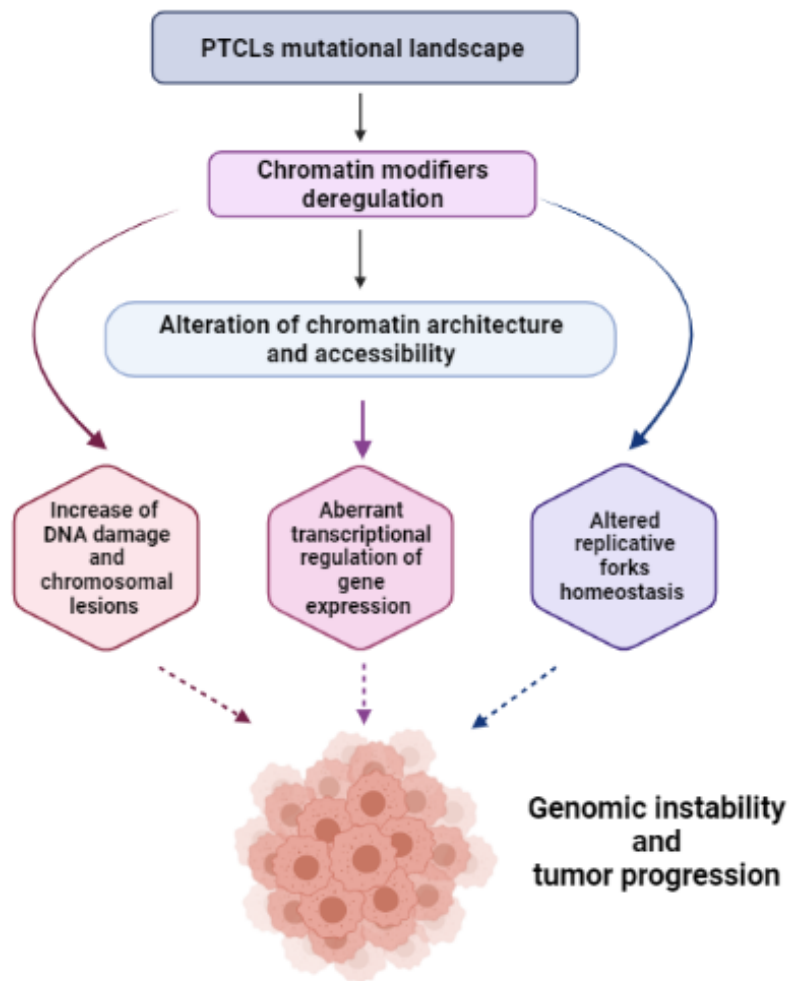 PTCLs mutational landscape
Chromatin modifiers
deregulation
Alteration of chromatin architecture
and accessibility
Increase of
DNA damage
and
chromosomal
lesions
Aberrant
transcriptional
regulation of
gene
expression
Altered
replicative
forks
homeostasis
Genomic instability
and
tumor progression